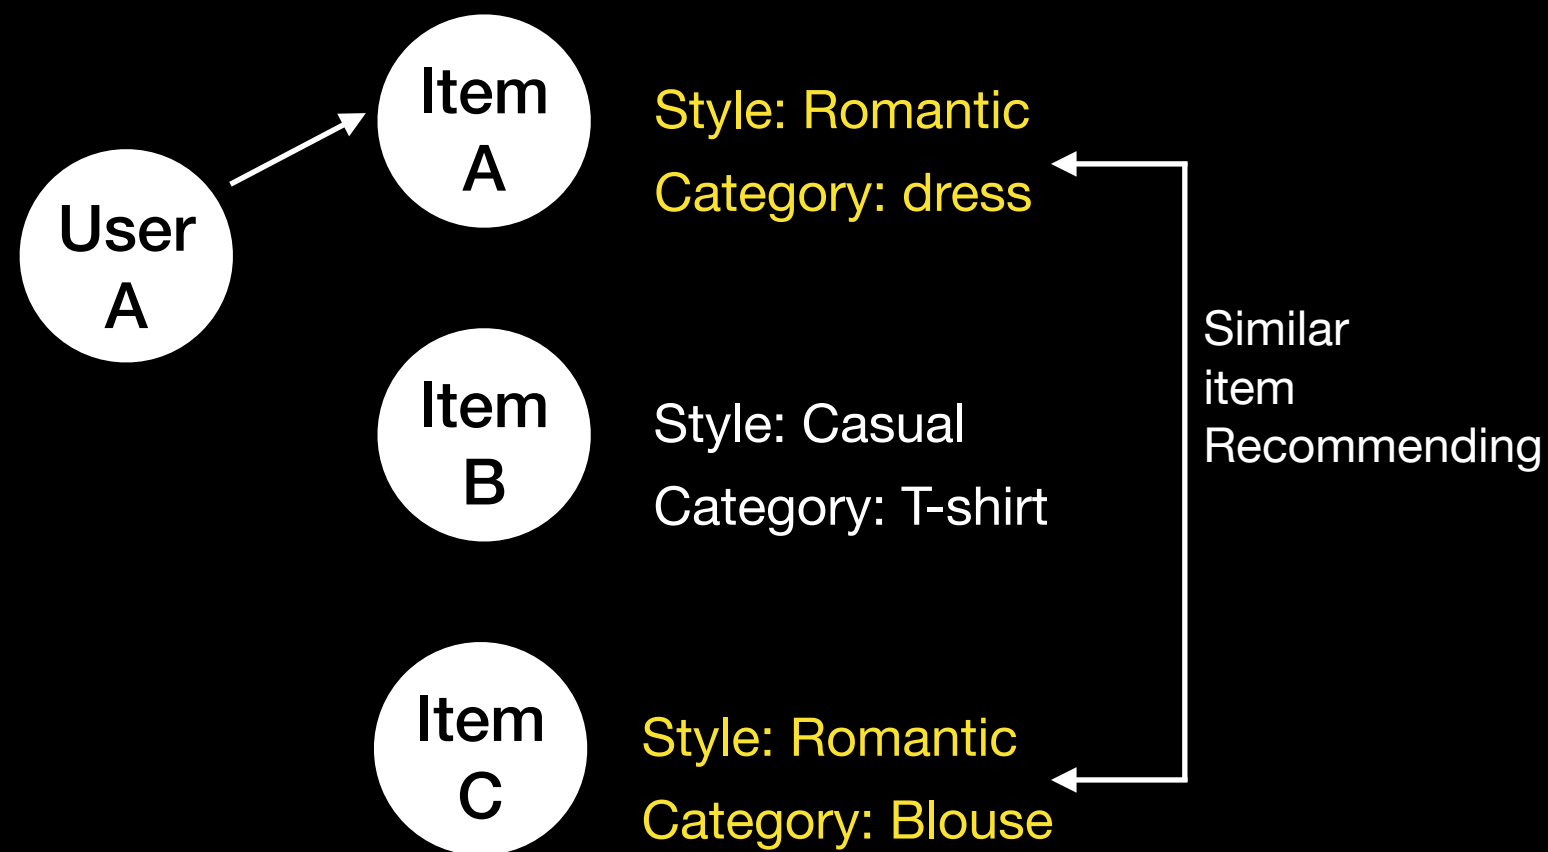 User
A
Item
A
Style: Romantic
Category: dress
Item
B
Style: Casual
Category: T-shirt
Similar
item
Recommending
Item
C
Style: Romantic
Category: Blouse